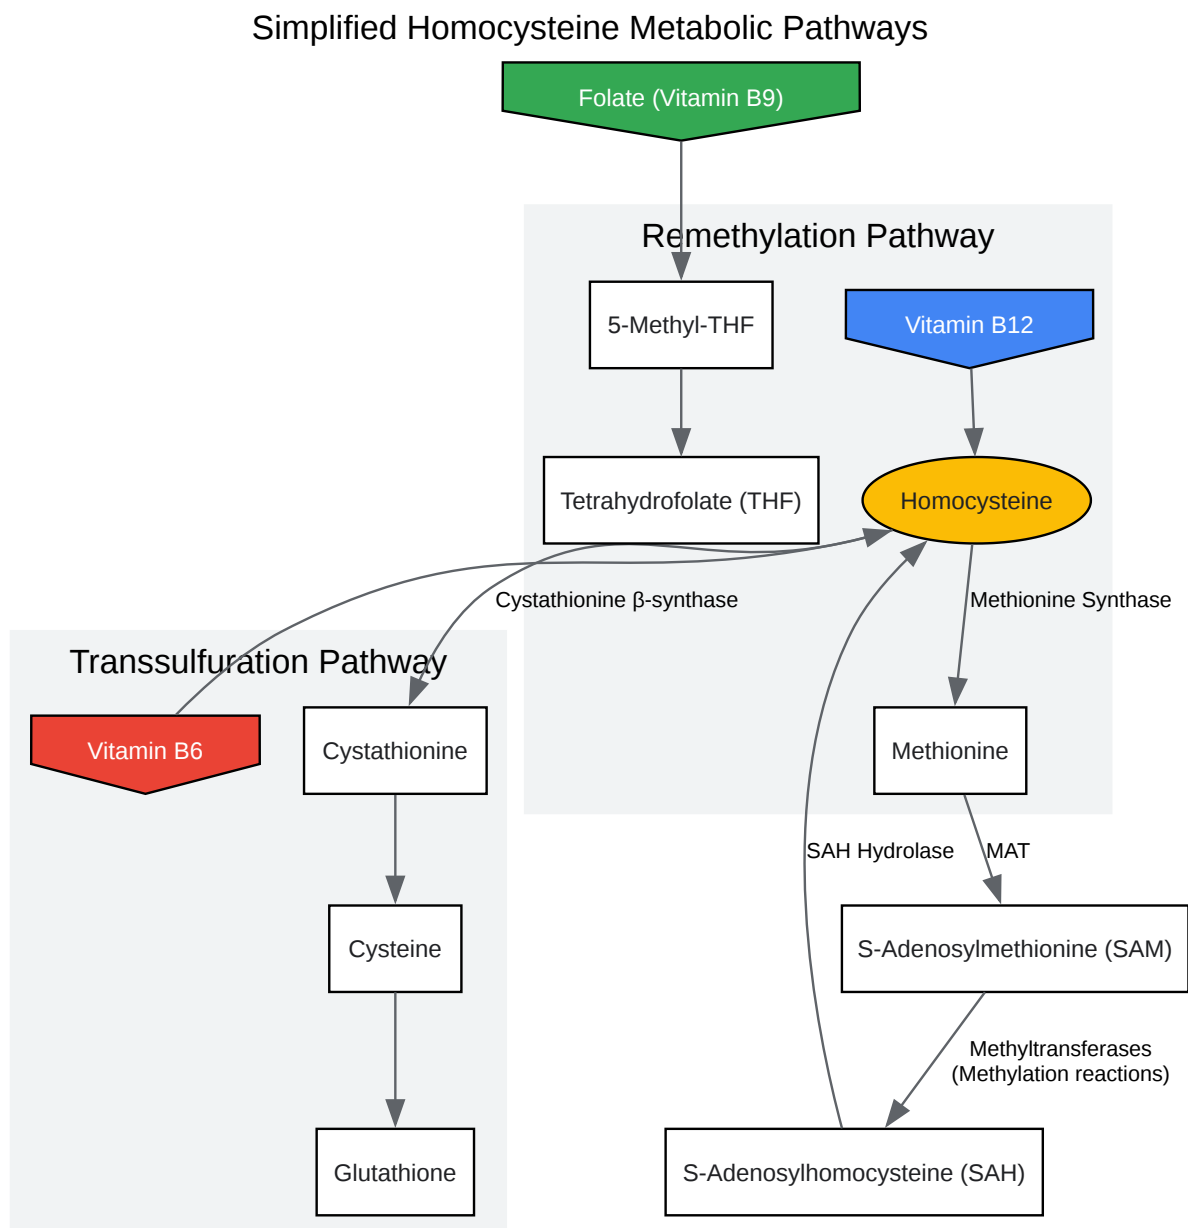 Simplified Homocysteine Metabolic Pathways
Folate (Vitamin B9)
Remethylation Pathway
5-Methyl-THF
Vitamin B12
Tetrahydrofolate (THF)
Homocysteine
Cystathionine β-synthase
Methionine Synthase
Transsulfuration Pathway
Vitamin B6
Cystathionine
Methionine
SAH Hydrolase
MAT
Cysteine
S-Adenosylmethionine (SAM)
Methyltransferases
(Methylation reactions)
Glutathione
S-Adenosylhomocysteine (SAH)